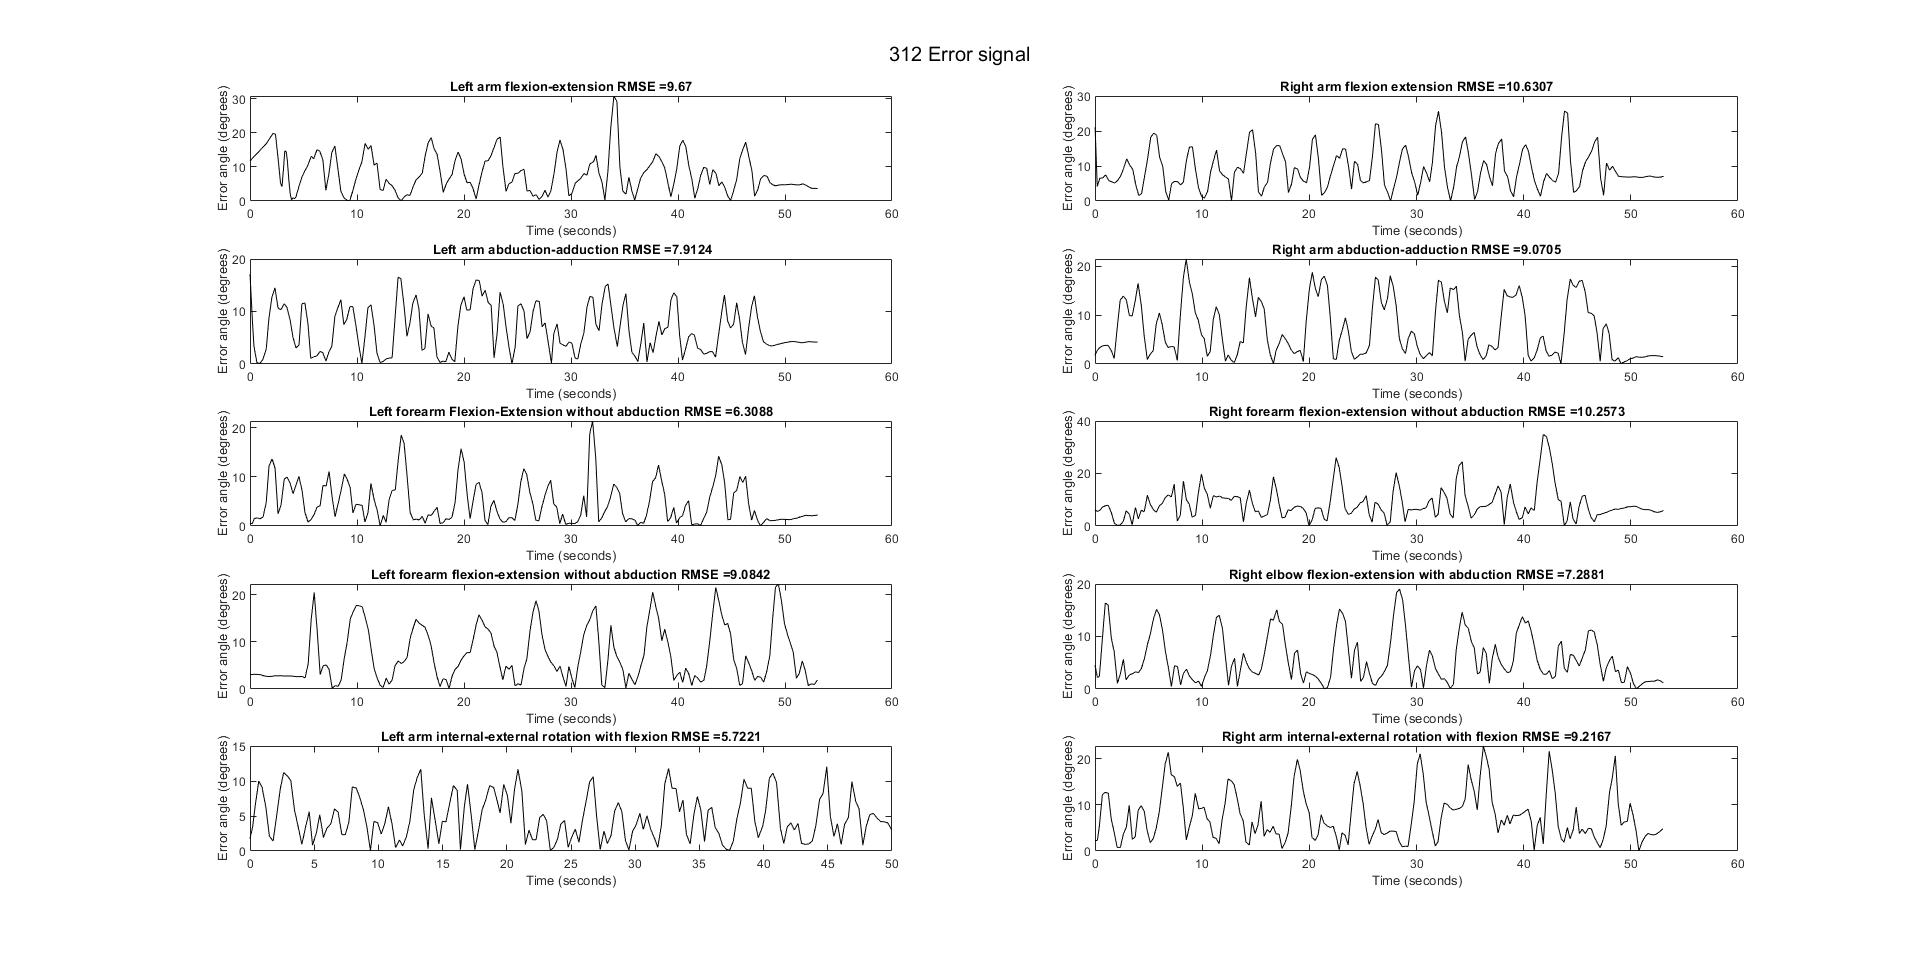 312 Error signal
Left arm flexion-extension RMSE =9.67
Error angle (degrees)
30
20
10
0
0 10 20 30 40 50 60
Time (seconds)
Right arm flexion extension RMSE =10.6307
Error angle (degrees)
30
20
10
0
0 10 20 30 40 50 60
Time (seconds)
Left arm abduction-adduction RMSE =7.9124
Error angle (degrees)
20
10
0
0 10 20 30 40 50 60
Time (seconds)
Right arm abduction-adduction RMSE =9.0705
Error angle (degrees)
20
10
0
0 10 20 30 40 50 60
Time (seconds)
Left forearm Flexion-Extension without abduction RMSE =6.3088
Error angle (degrees)
20
10
0
0 10 20 30 40 50 60
Time (seconds)
Right forearm flexion-extension without abduction RMSE =10.2573
Error angle (degrees)
40
20
0
0 10 20 30 40 50 60
Time (seconds)
Left forearm flexion-extension without abduction RMSE =9.0842
Error angle (degrees)
20
10
0
0 10 20 30 40 50 60
Time (seconds)
Right elbow flexion-extension with abduction RMSE =7.2881
Error angle (degrees)
20
10
0
0 10 20 30 40 50 60
Time (seconds)
Left arm internal-external rotation with flexion RMSE =5.7221
Error angle (degrees)
15
10
5
0
0 5 10 15 20 25 30 35 40 45 50
Time (seconds)
Right arm internal-external rotation with flexion RMSE =9.2167
Error angle (degrees)
20
10
0
0 10 20 30 40 50 60
Time (seconds)